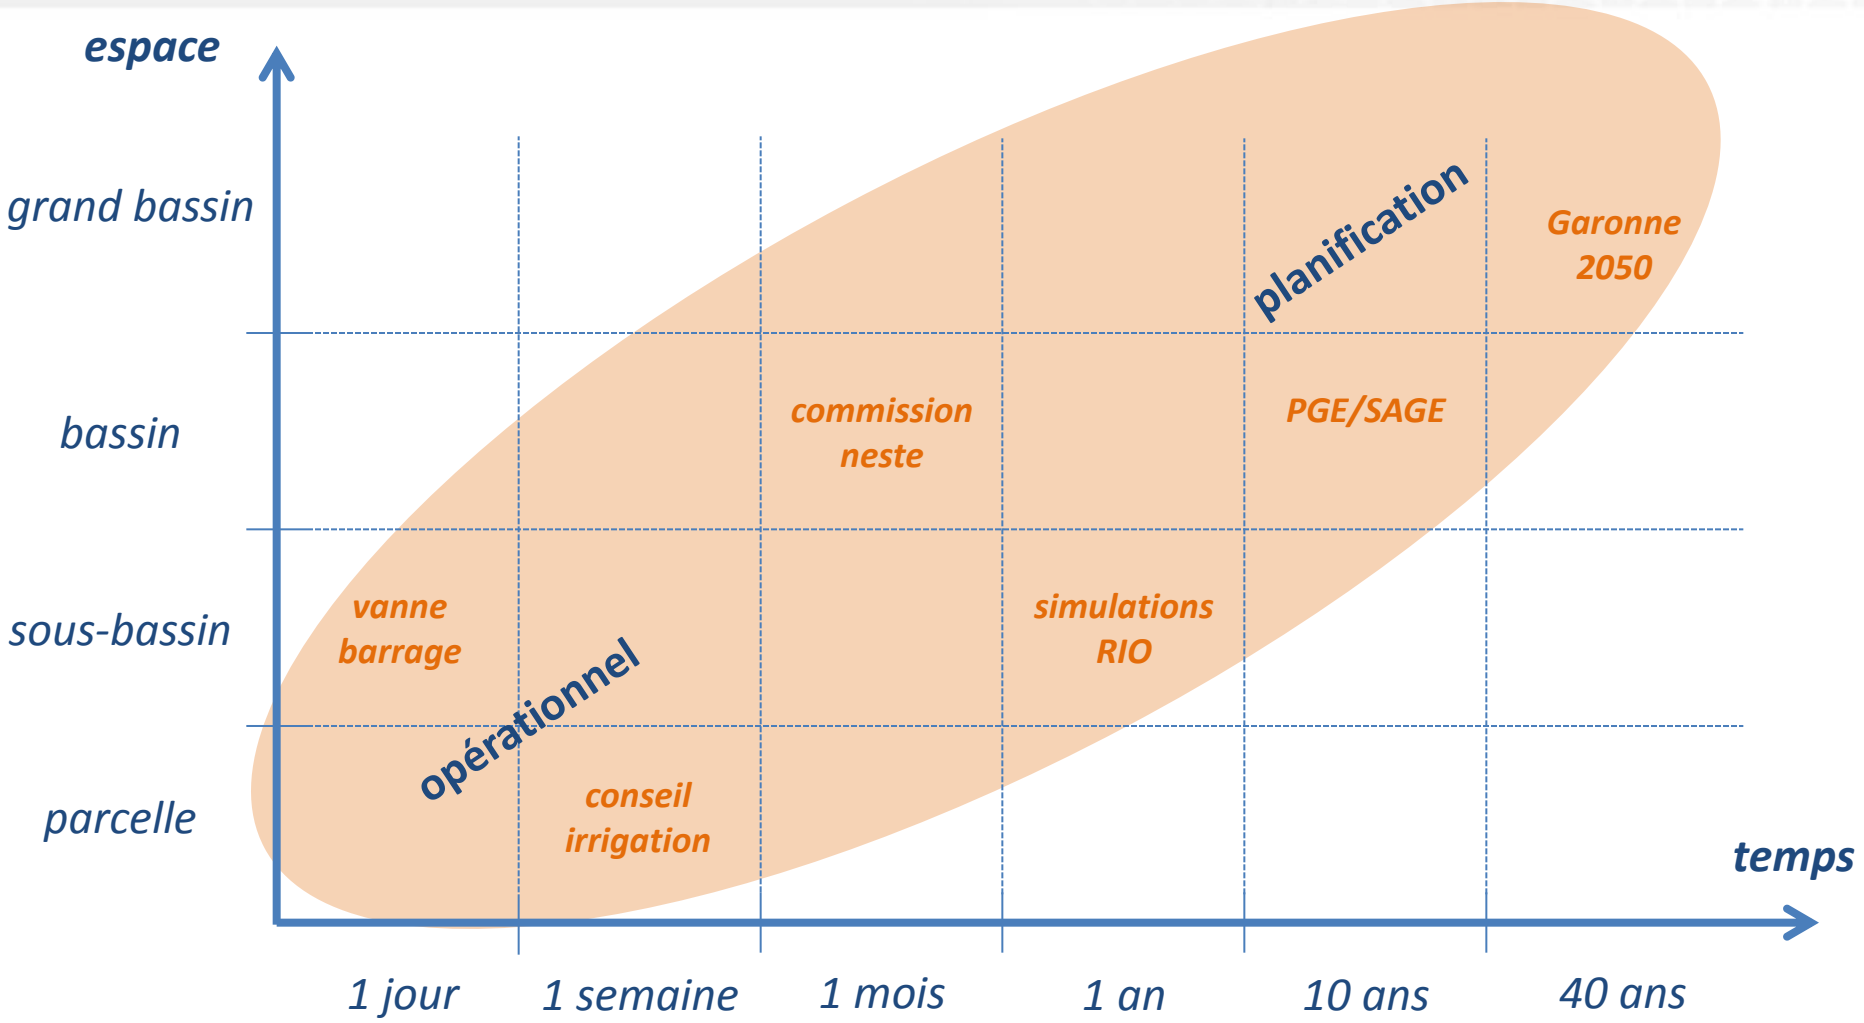 espace
grand bassin
planification
Garonne
2050
bassin
commission
neste
PGE/SAGE
sous-bassin
vanne
barrage
simulations
RIO
opérationnel
parcelle
conseil
irrigation
temps
1 jour
1 semaine
1 mois
1 an
10 ans
40 ans